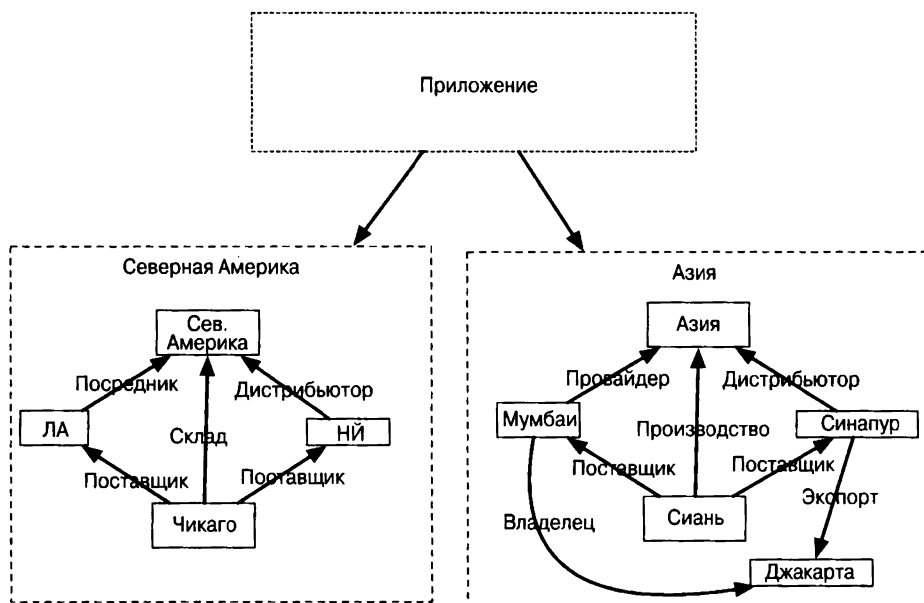 Приложение
Северная Америка
Сев.
Америка
Посредник
Дистрибьютор
ЛА
Склад
НЙ
Поставщик
Поставщик
Чикаго
Азия
Азия
Провайдер
Дистрибьютор
Мумбаи
Производство
Синапур
Поставщик
Поставщик
Экспорт
Владелец
Сиань
Джакарта